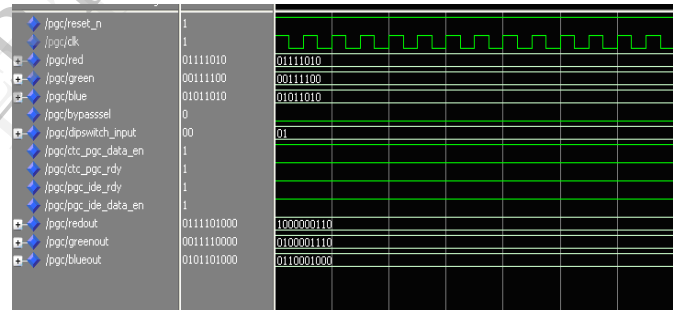 /pgc/reset_n 1
/pgc/clk 1
/pgc/red 01111010 01111010
/pgc/green 00111100 00111100
/pgc/blue 01011010 01011010
/pgc/bypasssel 0
/pgc/dipswitch_input 00 01
/pgc/ctc_pgc_data_en 1
/pgc/ctc_pgc_rdy 1
/pgc/pgc_ide_rdy 1
/pgc/pgc_ide_data_en 1
/pgc/redout 0111101000 1000000110
/pgc/greenout 0011110000 0100001110
/pgc/blueout 0101101000 0110001000